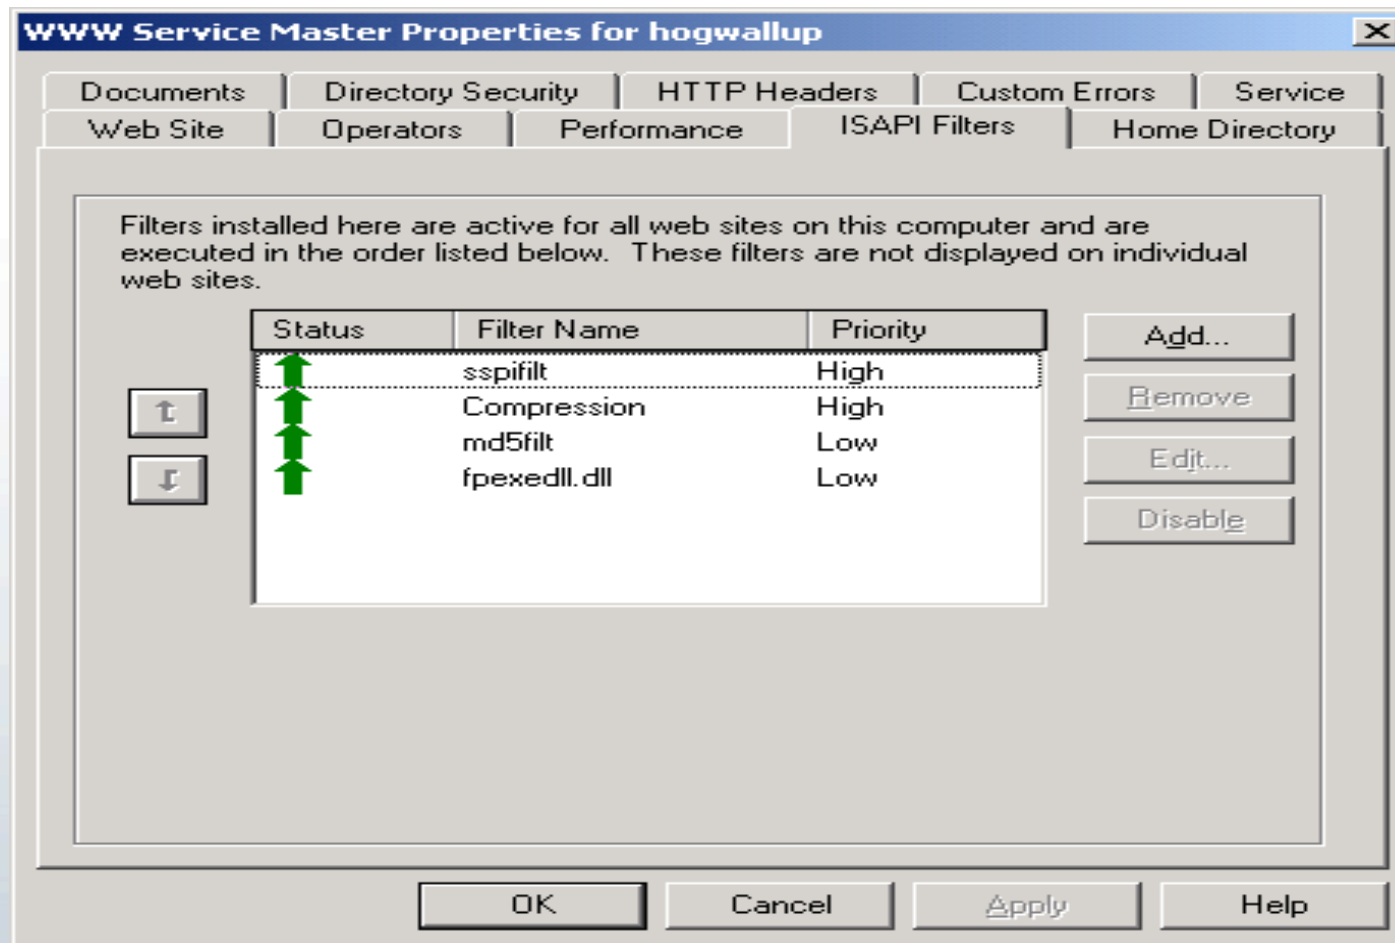 WWW Service Master Properties for hogwallup
Documents Directory Security HTTP Headers Custom Errors Service
Web Site Operators Performance ISAPI Filters Home Directory
Filters installed here are active for all web sites on this computer and are
executed in the order listed below. These filters are not displayed on individual
web sites.
Status Filter Name Priority
sspifilt High
Compression High
md5filt Low
fpexedll.dll Low
Add...
Remove
Edit...
Disable
OK Cancel Apply Help